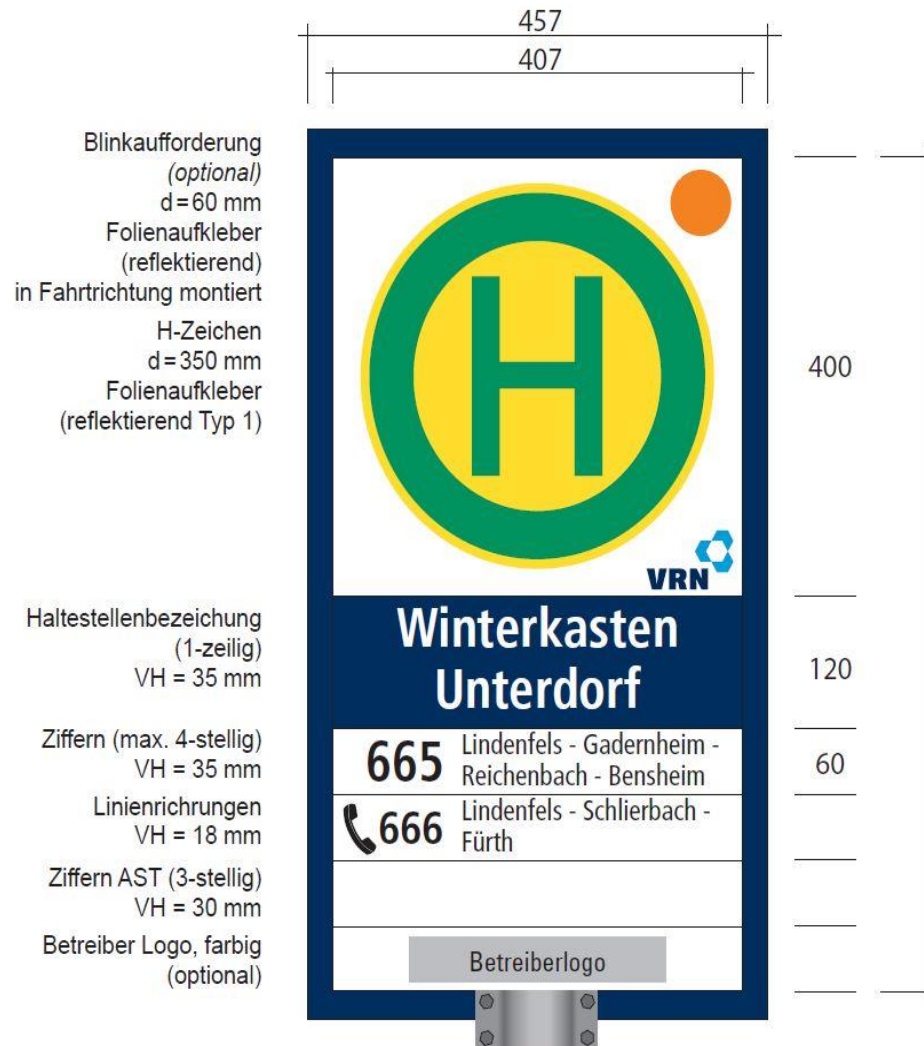 457
407
Blinkaufforderung
(optional)
d=60 mm
Folienaufkleber
(reflektierend)
in Fahrtrichtung montiert
H-Zeichen
d=350 mm
Folienaufkleber
(reflektierend Typ 1)
H
400
VRN
Haltestellenbezeichung
(1-zeilig)
VH = 35 mm
Winterkasten
Unterdorf
120
Ziffern (max. 4-stellig)
VH = 35 mm
665 Lindenfels - Gadernheim -
Reichenbach - Bensheim
60
Linienrichrungen
VH = 18 mm
666 Lindenfels - Schlierbach -
Fürth
Ziffern AST (3-stellig)
VH = 30 mm
Betreiber Logo, farbig
(optional)
Betreiberlogo